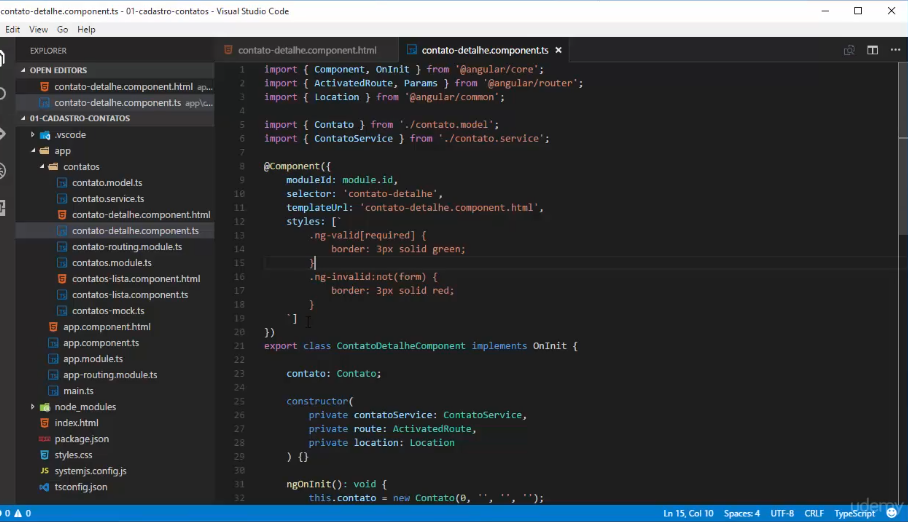 contato-detalhe.component.ts - 01-cadastro-contatos - Visual Studio Code
Edit View Go Help
EXPLORER
OPEN EDITORS
contato-detalhe.component.html ap...
contato-detalhe.component.ts app\c...
01-CADASTRO-CONTATOS
.vscode
app
contatos
contato.model.ts
contato.service.ts
contato-detalhe.component.html
contato-detalhe.component.ts
contato-routing.module.ts
contatos.module.ts
contatos-lista.component.html
contatos-lista.component.ts
contatos-mock.ts
app.component.html
app.component.ts
app.module.ts
app-routing.module.ts
main.ts
node_modules
index.html
package.json
styles.css
systemjs.config.js
tsconfig.json
contato-detalhe.component.html contato-detalhe.component.ts
1 import { Component, OnInit } from '@angular/core';
2 import { ActivatedRoute, Params } from '@angular/router';
3 import { Location } from '@angular/common';
4
5 import { Contato } from './contato.model';
6 import { ContatoService } from './contato.service';
7
8 @Component({
9 moduleId: module.id,
10 selector: 'contato-detalhe',
11 templateUrl: 'contato-detalhe.component.html',
12 styles: [`
13 .ng-valid[required] {
14 border: 3px solid green;
15 }
16 .ng-invalid:not(form) {
17 border: 3px solid red;
18 }
19 `]
20 })
21 export class ContatoDetalheComponent implements OnInit {
22
23 contato: Contato;
24
25 constructor(
26 private contatoService: ContatoService,
27 private route: ActivatedRoute,
28 private location: Location
29 ) {}
30
31 ngOnInit(): void {
32 this.contato = new Contato(0, '', '', '');
0 0
Ln 15, Col 10 Spaces: 4 UTF-8 CRLF TypeScript
udemy